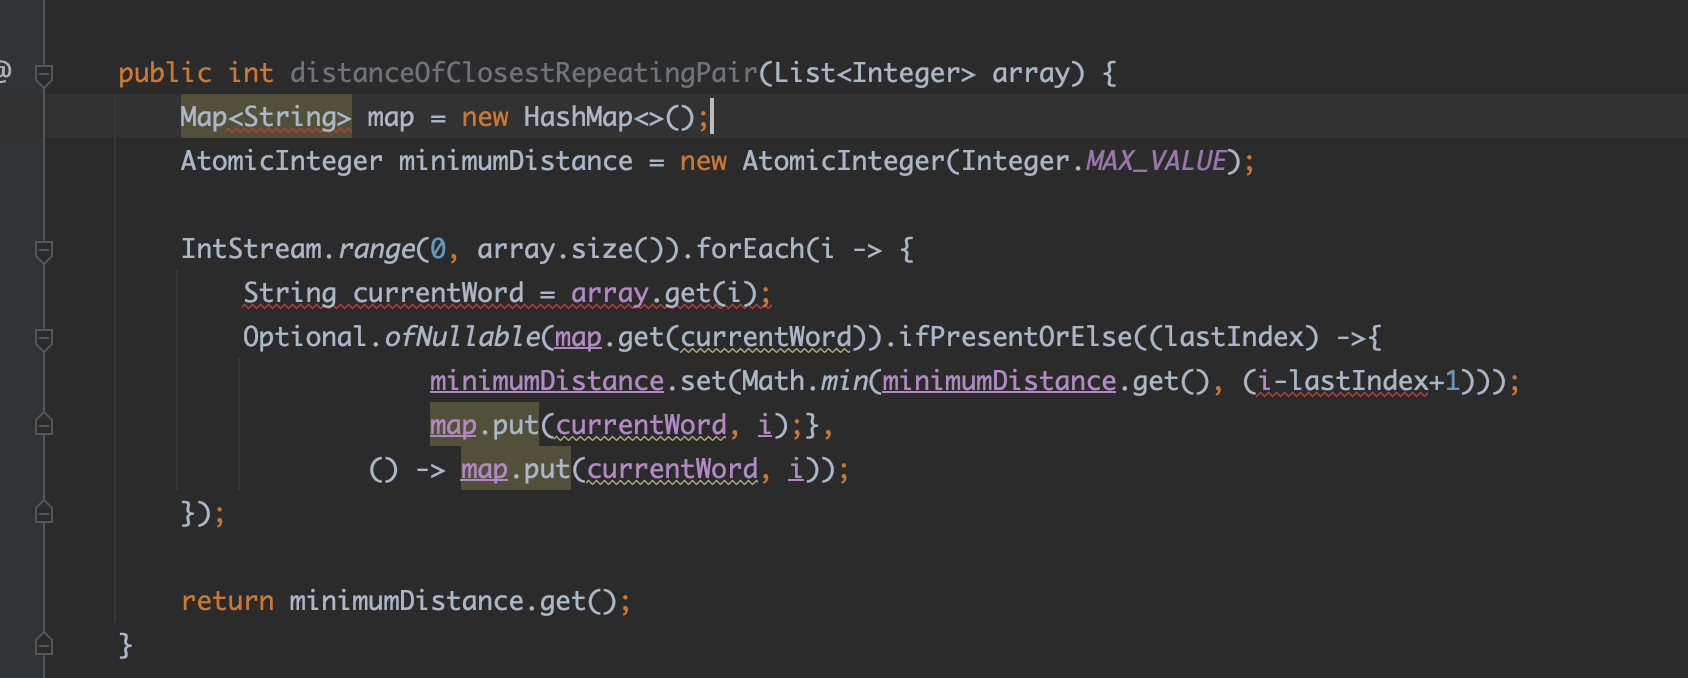 @
public int distanceOfClosestRepeatingPair(List<Integer> array) {
Map<String> map = new HashMap<>();
AtomicInteger minimumDistance = new AtomicInteger(Integer.MAX_VALUE);
IntStream.range(0, array.size()).forEach(i -> {
String currentWord = array.get(i);
Optional.ofNullable(map.get(currentWord)).ifPresentOrElse((lastIndex) ->{
minimumDistance.set(Math.min(minimumDistance.get(), (i-lastIndex+1)));
map.put(currentWord, i);},
() -> map.put(currentWord, i));
});
return minimumDistance.get();
}